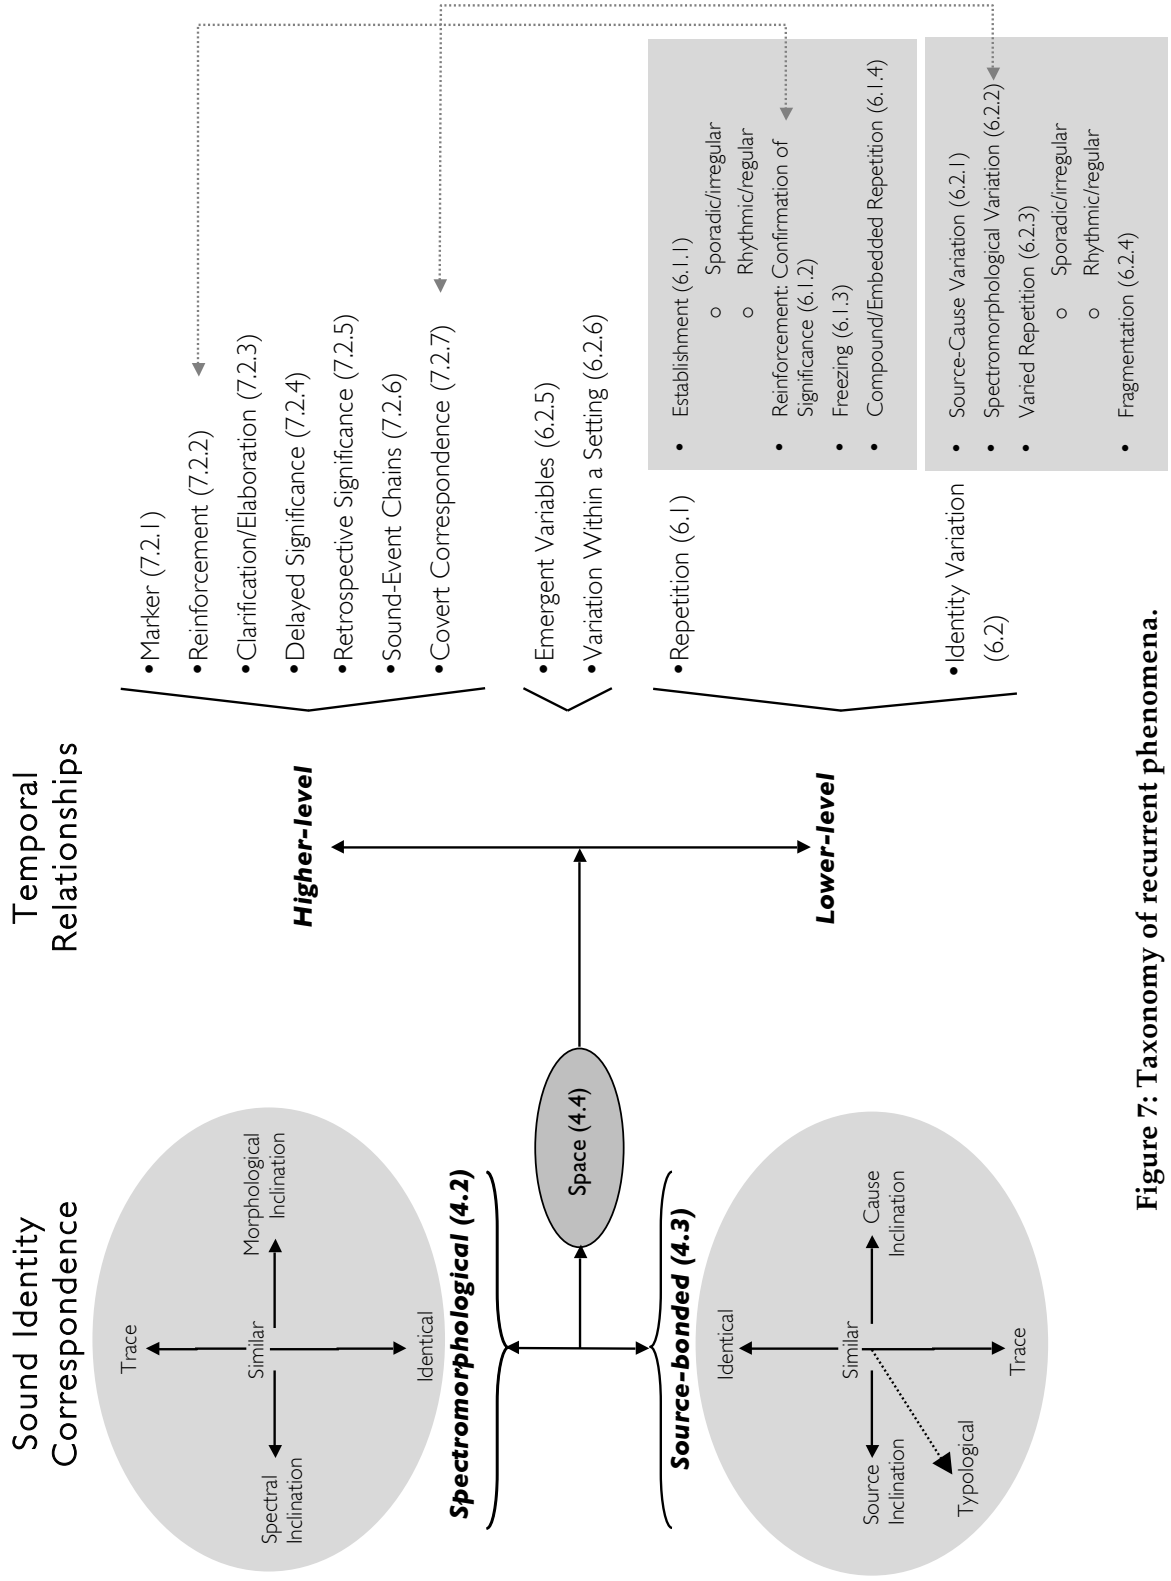 Sound Identity
Correspondence
Temporal
Relationships
Trace
Spectral
Inclination
Similar
Morphological
Inclination
Identical
Spectromorphological (4.2)
Space (4.4)
Source-bonded (4.3)
Identical
Source
Inclination
Similar
Cause
Inclination
Typological
Trace
Higher-level
Lower-level
•Marker (7.2.1)
•Reinforcement (7.2.2)
•Clarification/Elaboration (7.2.3)
•Delayed Significance (7.2.4)
•Retrospective Significance (7.2.5)
•Sound-Event Chains (7.2.6)
•Covert Correspondence (7.2.7)
•Emergent Variables (6.2.5)
•Variation Within a Setting (6.2.6)
•Repetition (6.1)
• Establishment (6.1.1)
○ Sporadic/irregular
○ Rhythmic/regular
• Reinforcement: Confirmation of
Significance (6.1.2)
• Freezing (6.1.3)
• Compound/Embedded Repetition (6.1.4)
•Identity Variation
(6.2)
• Source-Cause Variation (6.2.1)
• Spectromorphological Variation (6.2.2)
• Varied Repetition (6.2.3)
○ Sporadic/irregular
○ Rhythmic/regular
• Fragmentation (6.2.4)
Figure 7: Taxonomy of recurrent phenomena.